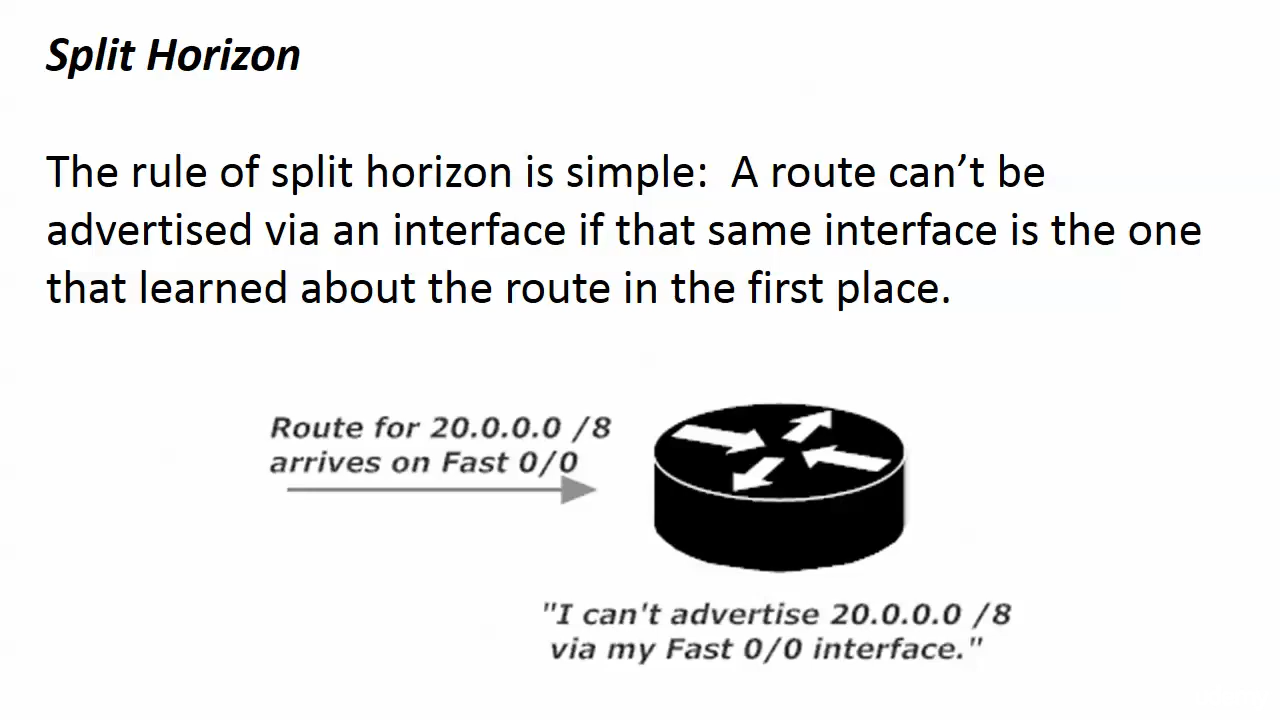 Split Horizon
The rule of split horizon is simple:  A route can’t be
advertised via an interface if that same interface is the one
that learned about the route in the first place.
Route for 20.0.0.0 /8
arrives on Fast 0/0
"I can't advertise 20.0.0.0 /8
via my Fast 0/0 interface."